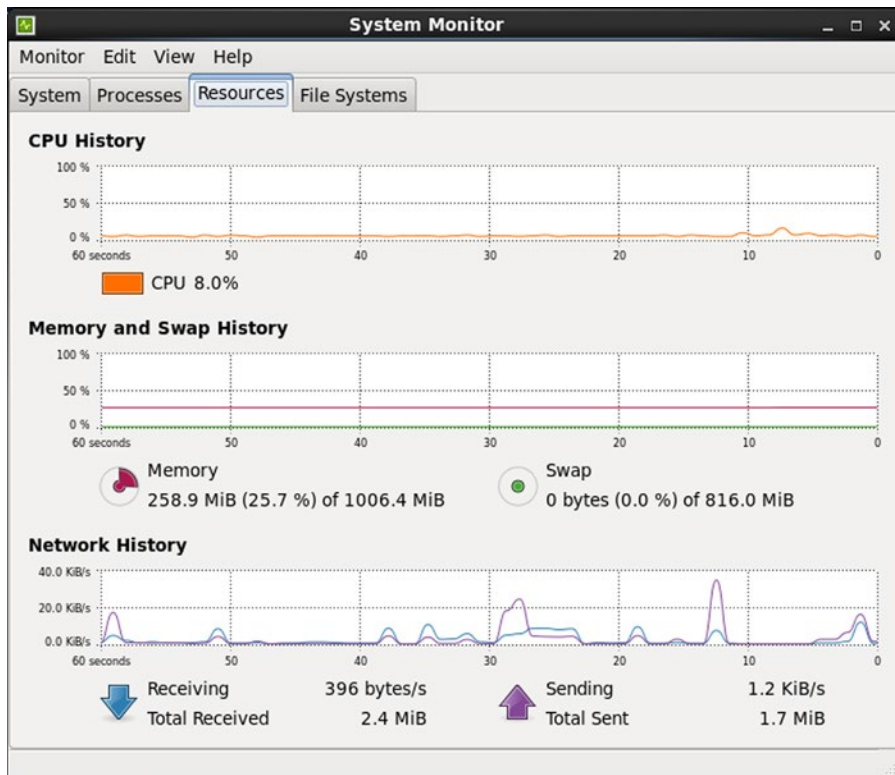 System Monitor
Monitor Edit View Help
System Processes Resources File Systems
CPU History
100 %
50 %
0 %
60 seconds 50 40 30 20 10 0
CPU 8.0%
Memory and Swap History
100 %
50 %
0 %
60 seconds 50 40 30 20 10 0
Memory Swap
258.9 MiB (25.7 %) of 1006.4 MiB 0 bytes (0.0 %) of 816.0 MiB
Network History
40.0 KiB/s
20.0 KiB/s
0.0 KiB/s
60 seconds 50 40 30 20 10 0
Receiving 396 bytes/s Sending 1.2 KiB/s
Total Received 2.4 MiB Total Sent 1.7 MiB